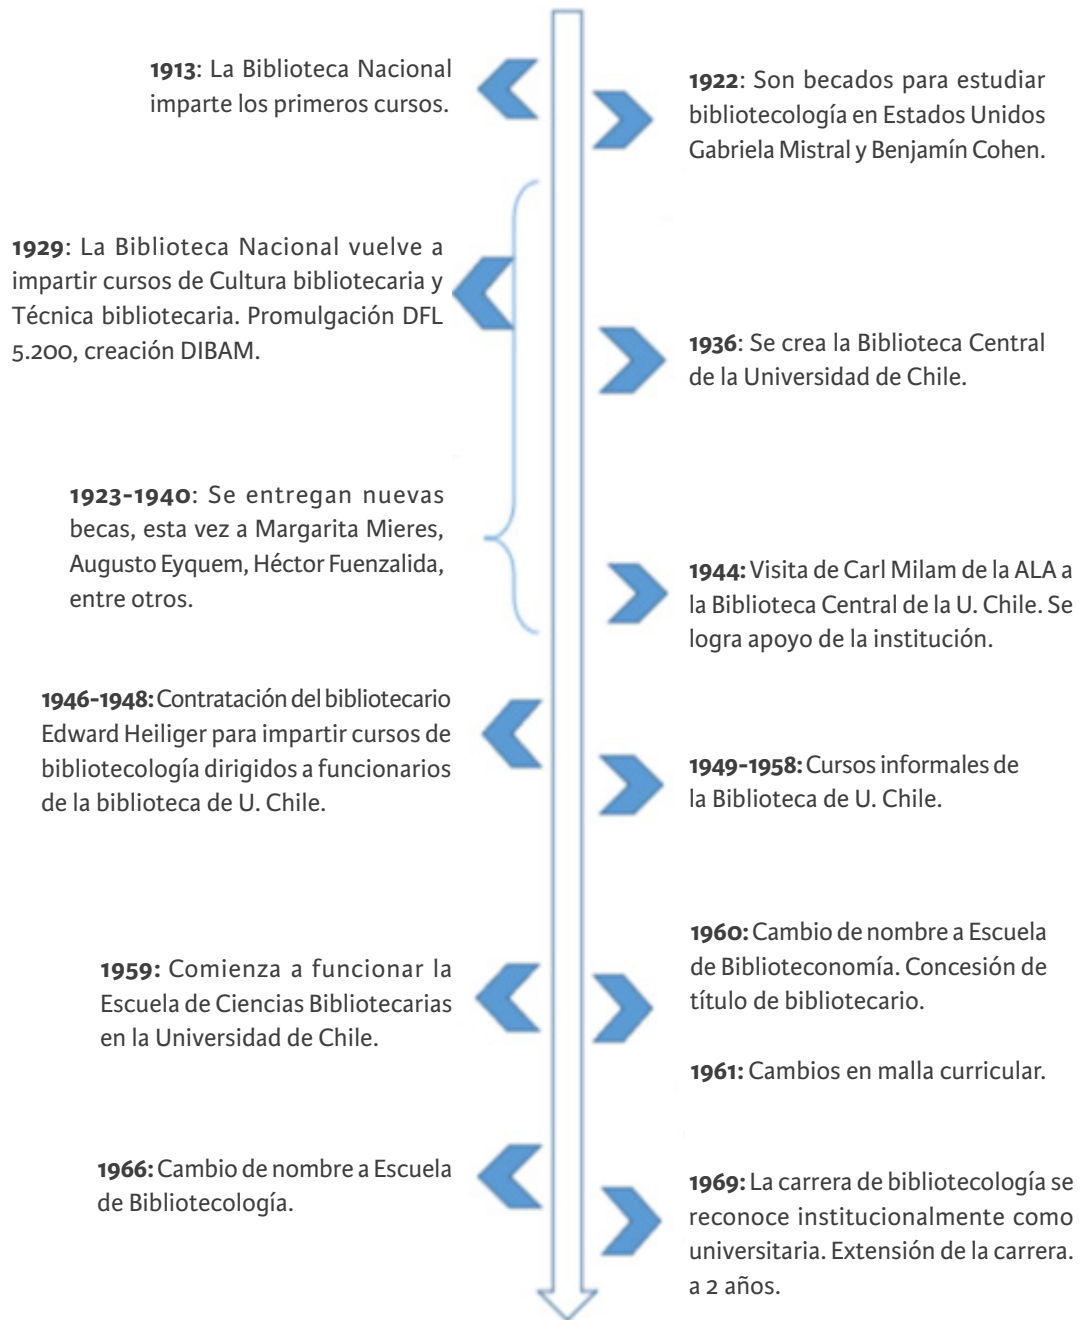 1913: La Biblioteca Nacional
imparte los primeros cursos.
1922: Son becados para estudiar
bibliotecología en Estados Unidos
Gabriela Mistral y Benjamín Cohen.
1929: La Biblioteca Nacional vuelve a
impartir cursos de Cultura bibliotecaria y
Técnica bibliotecaria. Promulgación DFL
5.200, creación DIBAM.
1936: Se crea la Biblioteca Central
de la Universidad de Chile.
1923-1940: Se entregan nuevas
becas, esta vez a Margarita Mieres,
Augusto Eyquem, Héctor Fuenzalida,
entre otros.
1944: Visita de Carl Milam de la ALA a
la Biblioteca Central de la U. Chile. Se
logra apoyo de la institución.
1946-1948: Contratación del bibliotecario
Edward Heiliger para impartir cursos de
bibliotecología dirigidos a funcionarios
de la biblioteca de U. Chile.
1949-1958: Cursos informales de
la Biblioteca de U. Chile.
1959: Comienza a funcionar la
Escuela de Ciencias Bibliotecarias
en la Universidad de Chile.
1960: Cambio de nombre a Escuela
de Biblioteconomía. Concesión de
título de bibliotecario.
1961: Cambios en malla curricular.
1966: Cambio de nombre a Escuela
de Bibliotecología.
1969: La carrera de bibliotecología se
reconoce institucionalmente como
universitaria. Extensión de la carrera.
a 2 años.